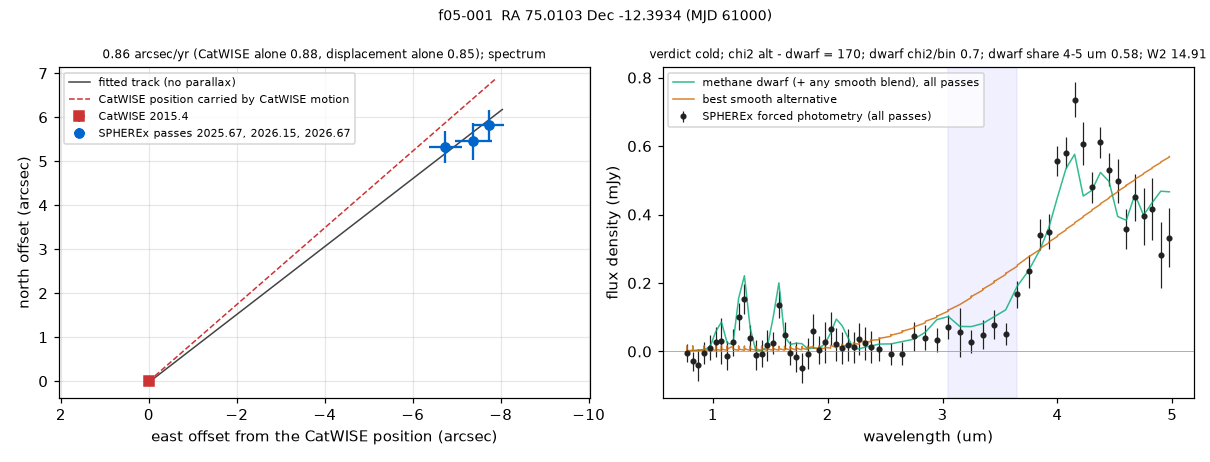 f05-001  RA 75.0103 Dec -12.3934 (MJD 61000)
0.86 arcsec/yr (CatWISE alone 0.88, displacement alone 0.85); spectrum
fitted track (no parallax)
CatWISE position carried by CatWISE motion
CatWISE 2015.4
SPHEREx passes 2025.67, 2026.15, 2026.67
7
6
5
4
3
2
1
0
north offset (arcsec)
2
0
−2
−4
−6
−8
−10
east offset from the CatWISE position (arcsec)
verdict cold; chi2 alt - dwarf = 170; dwarf chi2/bin 0.7; dwarf share 4-5 um 0.58; W2 14.91
methane dwarf (+ any smooth blend), all passes
best smooth alternative
SPHEREx forced photometry (all passes)
0.8
0.6
0.4
0.2
0.0
flux density (mJy)
1
2
3
4
5
wavelength (um)